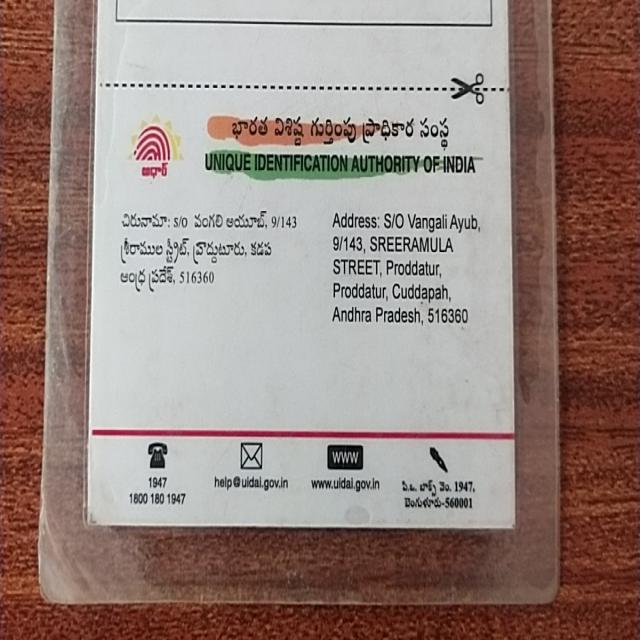 ఆధార్
భారత విశిష్ట గుర్తింపు ప్రాధికార సంస్థ
UNIQUE IDENTIFICATION AUTHORITY OF INDIA
చిరునామా: S/O వంగలి అయూబ్, 9/143
శ్రీరాముల స్ట్రీట్, ప్రొద్దుటూరు, కడప
ఆంధ్ర ప్రదేశ్, 516360
Address: S/O Vangali Ayub,
9/143, SREERAMULA
STREET, Proddatur,
Proddatur, Cuddapah,
Andhra Pradesh, 516360
1947
1800 180 1947
help@uidai.gov.in
WWW
www.uidai.gov.in
పి.ఒ. బాక్స్ నెం. 1947,
బెంగుళూరు-560001